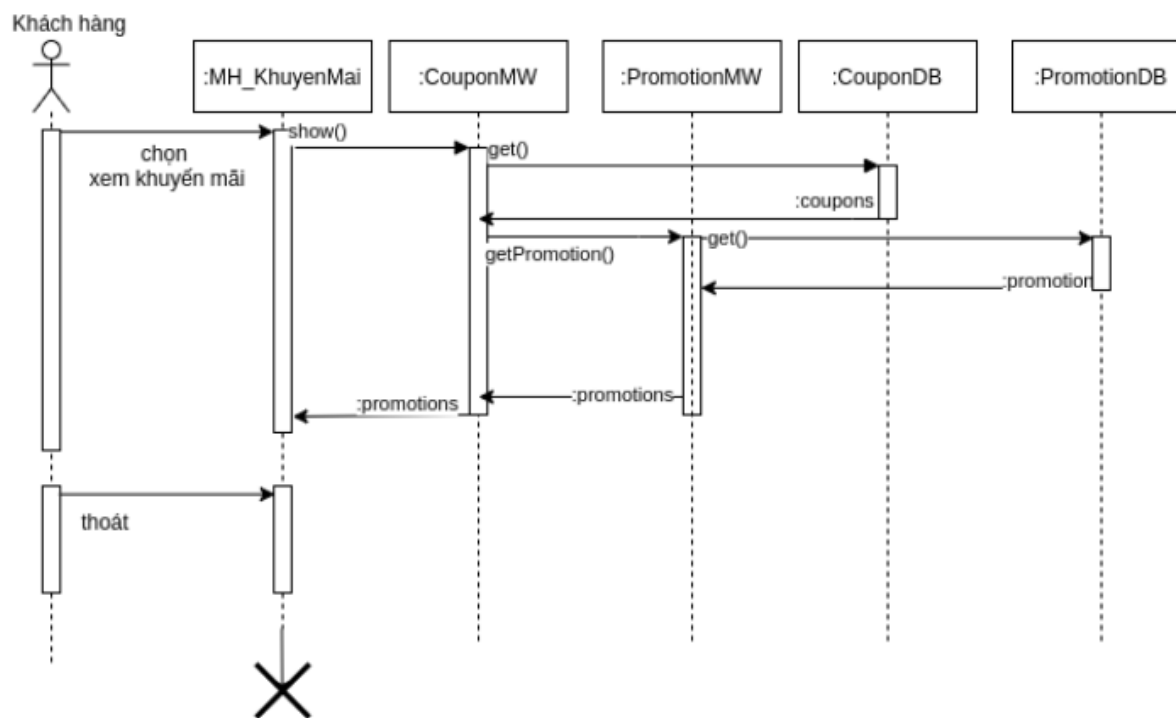 Khách hàng
:MH_KhuyenMai
:CouponMW
:PromotionMW
:CouponDB
:PromotionDB
chọn
xem khuyến mãi
show()
get()
:coupons
getPromotion()
get()
:promotion
:promotions
:promotions
thoát